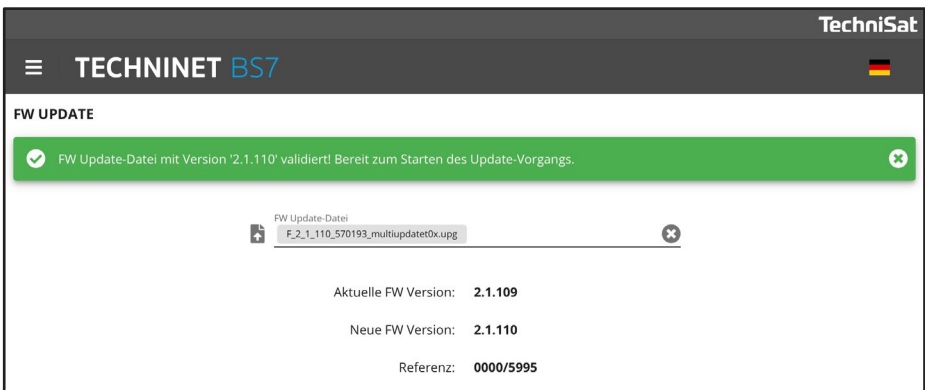 TechniSat
TECHNINET BS7
FW UPDATE
FW Update-Datei mit Version '2.1.110' validiert! Bereit zum Starten des Update-Vorgangs.
FW Update-Datei
F_2_1_110_570193_multiupdatet0x.upg
Aktuelle FW Version: 2.1.109
Neue FW Version: 2.1.110
Referenz: 0000/5995